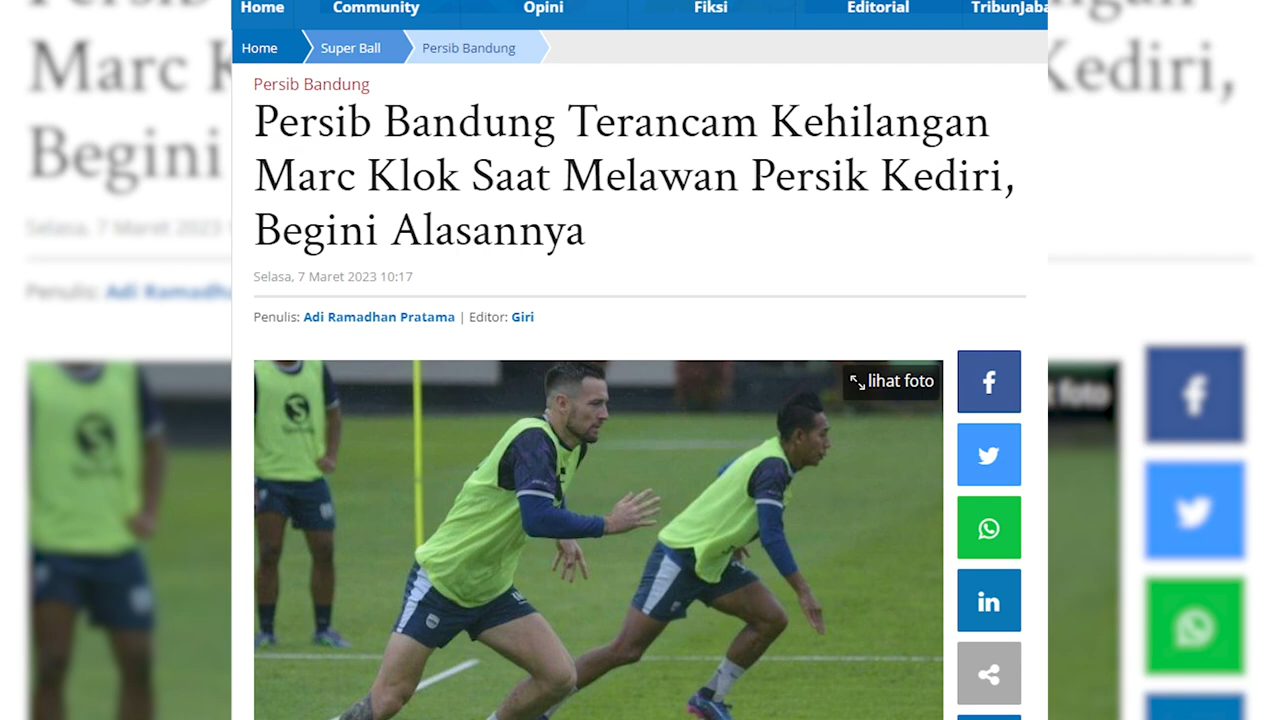 Home Community Opini Fiksi Editorial TribunJaba
Home Super Ball Persib Bandung
Persib Bandung
Persib Bandung Terancam Kehilangan
Marc Klok Saat Melawan Persik Kediri,
Begini Alasannya
Selasa, 7 Maret 2023 10:17
Penulis: Adi Ramadhan Pratama | Editor: Giri
lihat foto